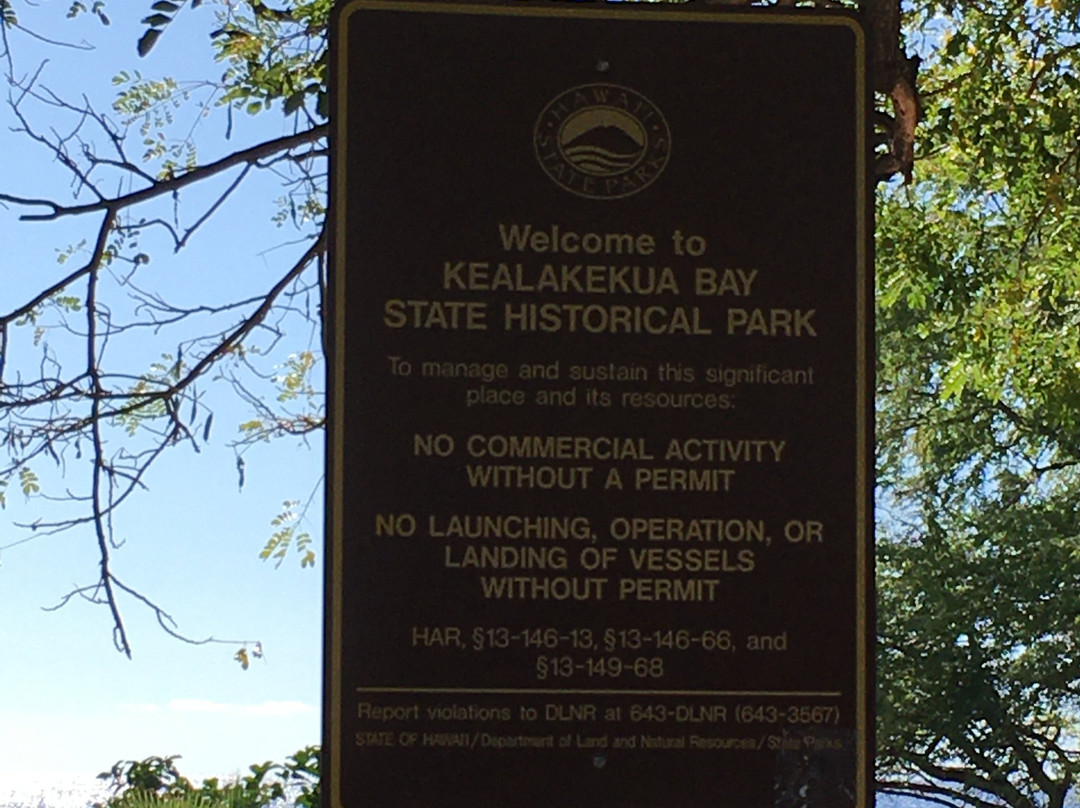 HAWAII
STATE PARKS
Welcome to
KEALAKEKUA BAY
STATE HISTORICAL PARK
To manage and sustain this significant
place and its resources:
NO COMMERCIAL ACTIVITY
WITHOUT A PERMIT
NO LAUNCHING, OPERATION, OR
LANDING OF VESSELS
WITHOUT PERMIT
HAR, §13-146-13, §13-146-66, and
§13-149-68
Report violations to DLNR at 643-DLNR (643-3567)
STATE OF HAWAI'I/Department of Land and Natural Resources/State Parks